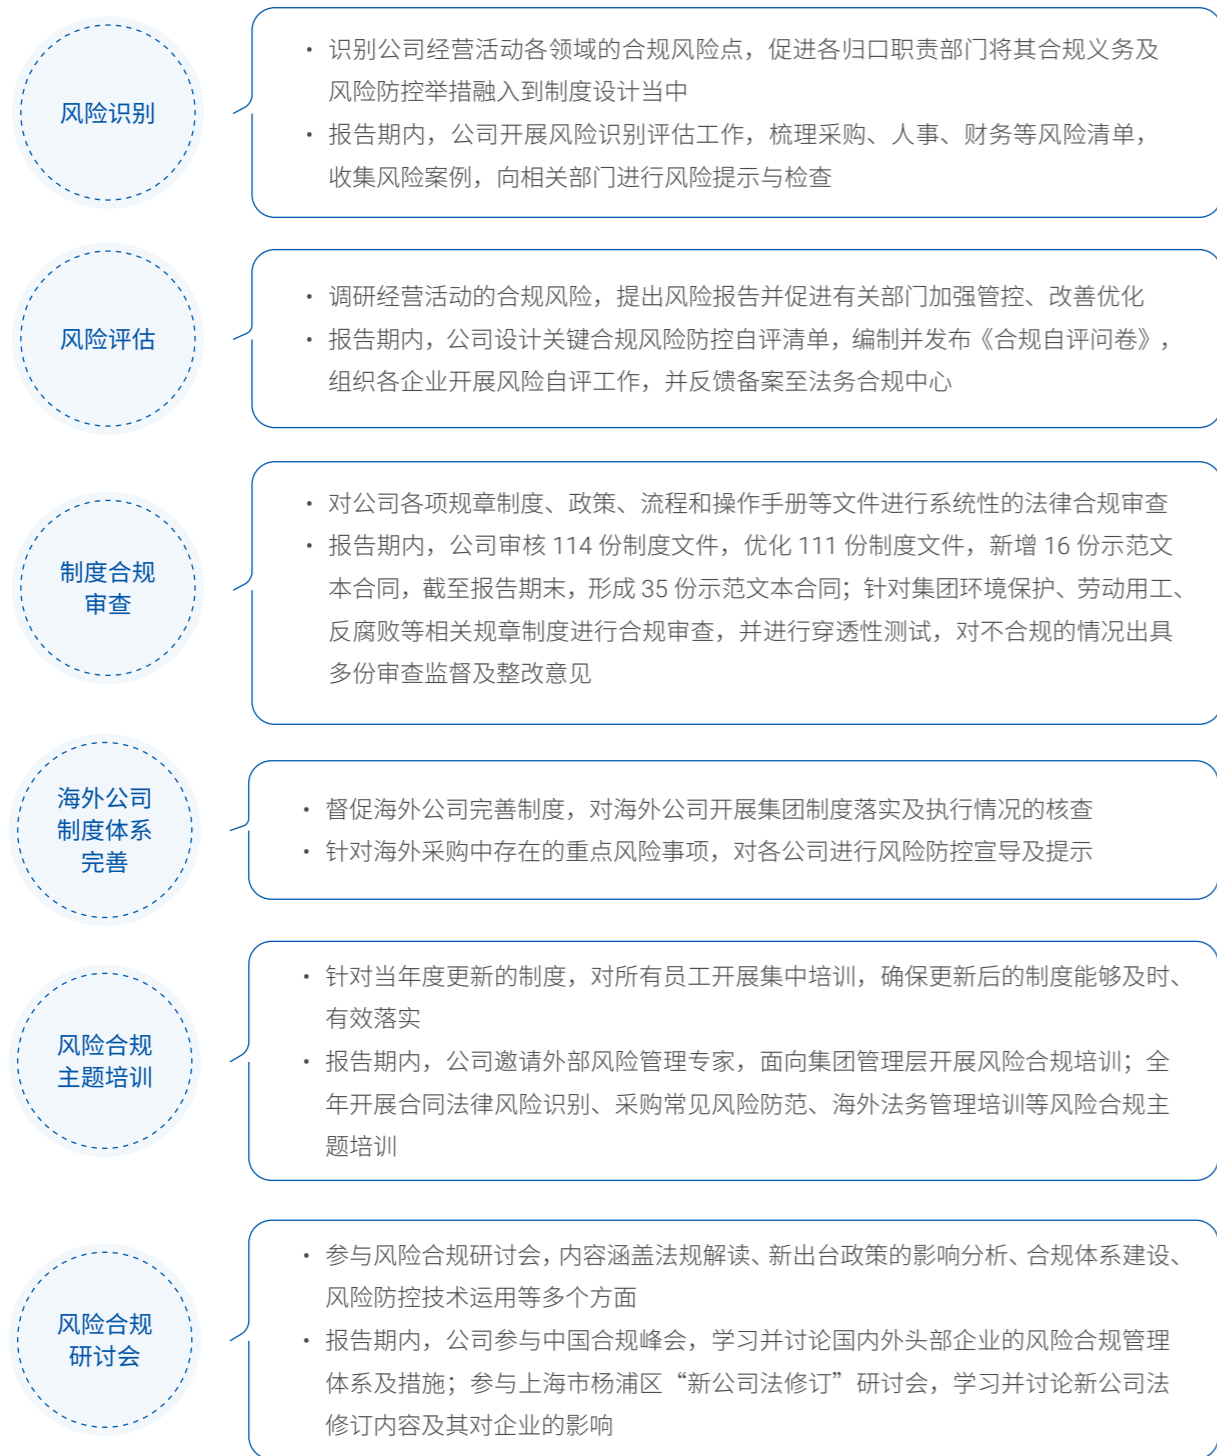 风险识别
· 识别公司经营活动各领域的合规风险点，促进各归口职责部门将其合规义务及
风险防控举措融入到制度设计当中
· 报告期内，公司开展风险识别评估工作，梳理采购、人事、财务等风险清单，
收集风险案例，向相关部门进行风险提示与检查
风险评估
· 调研经营活动的合规风险，提出风险报告并促进有关部门加强管控、改善优化
· 报告期内，公司设计关键合规风险防控自评清单，编制并发布《合规自评问卷》，
组织各企业开展风险自评工作，并反馈备案至法务合规中心
制度合规
审查
· 对公司各项规章制度、政策、流程和操作手册等文件进行系统性的法律合规审查
· 报告期内，公司审核 114 份制度文件，优化 111 份制度文件，新增 16 份示范文
本合同，截至报告期末，形成 35 份示范文本合同；针对集团环境保护、劳动用工、
反腐败等相关规章制度进行合规审查，并进行穿透性测试，对不合规的情况出具
多份审查监督及整改意见
海外公司
制度体系
完善
· 督促海外公司完善制度，对海外公司开展集团制度落实及执行情况的核查
· 针对海外采购中存在的重点风险事项，对各公司进行风险防控宣导及提示
风险合规
主题培训
· 针对当年度更新的制度，对所有员工开展集中培训，确保更新后的制度能够及时、
有效落实
· 报告期内，公司邀请外部风险管理专家，面向集团管理层开展风险合规培训；全
年开展合同法律风险识别、采购常见风险防范、海外法务管理培训等风险合规主
题培训
风险合规
研讨会
· 参与风险合规研讨会，内容涵盖法规解读、新出台政策的影响分析、合规体系建设、
风险防控技术运用等多个方面
· 报告期内，公司参与中国合规峰会，学习并讨论国内外头部企业的风险合规管理
体系及措施；参与上海市杨浦区“新公司法修订”研讨会，学习并讨论新公司法
修订内容及其对企业的影响